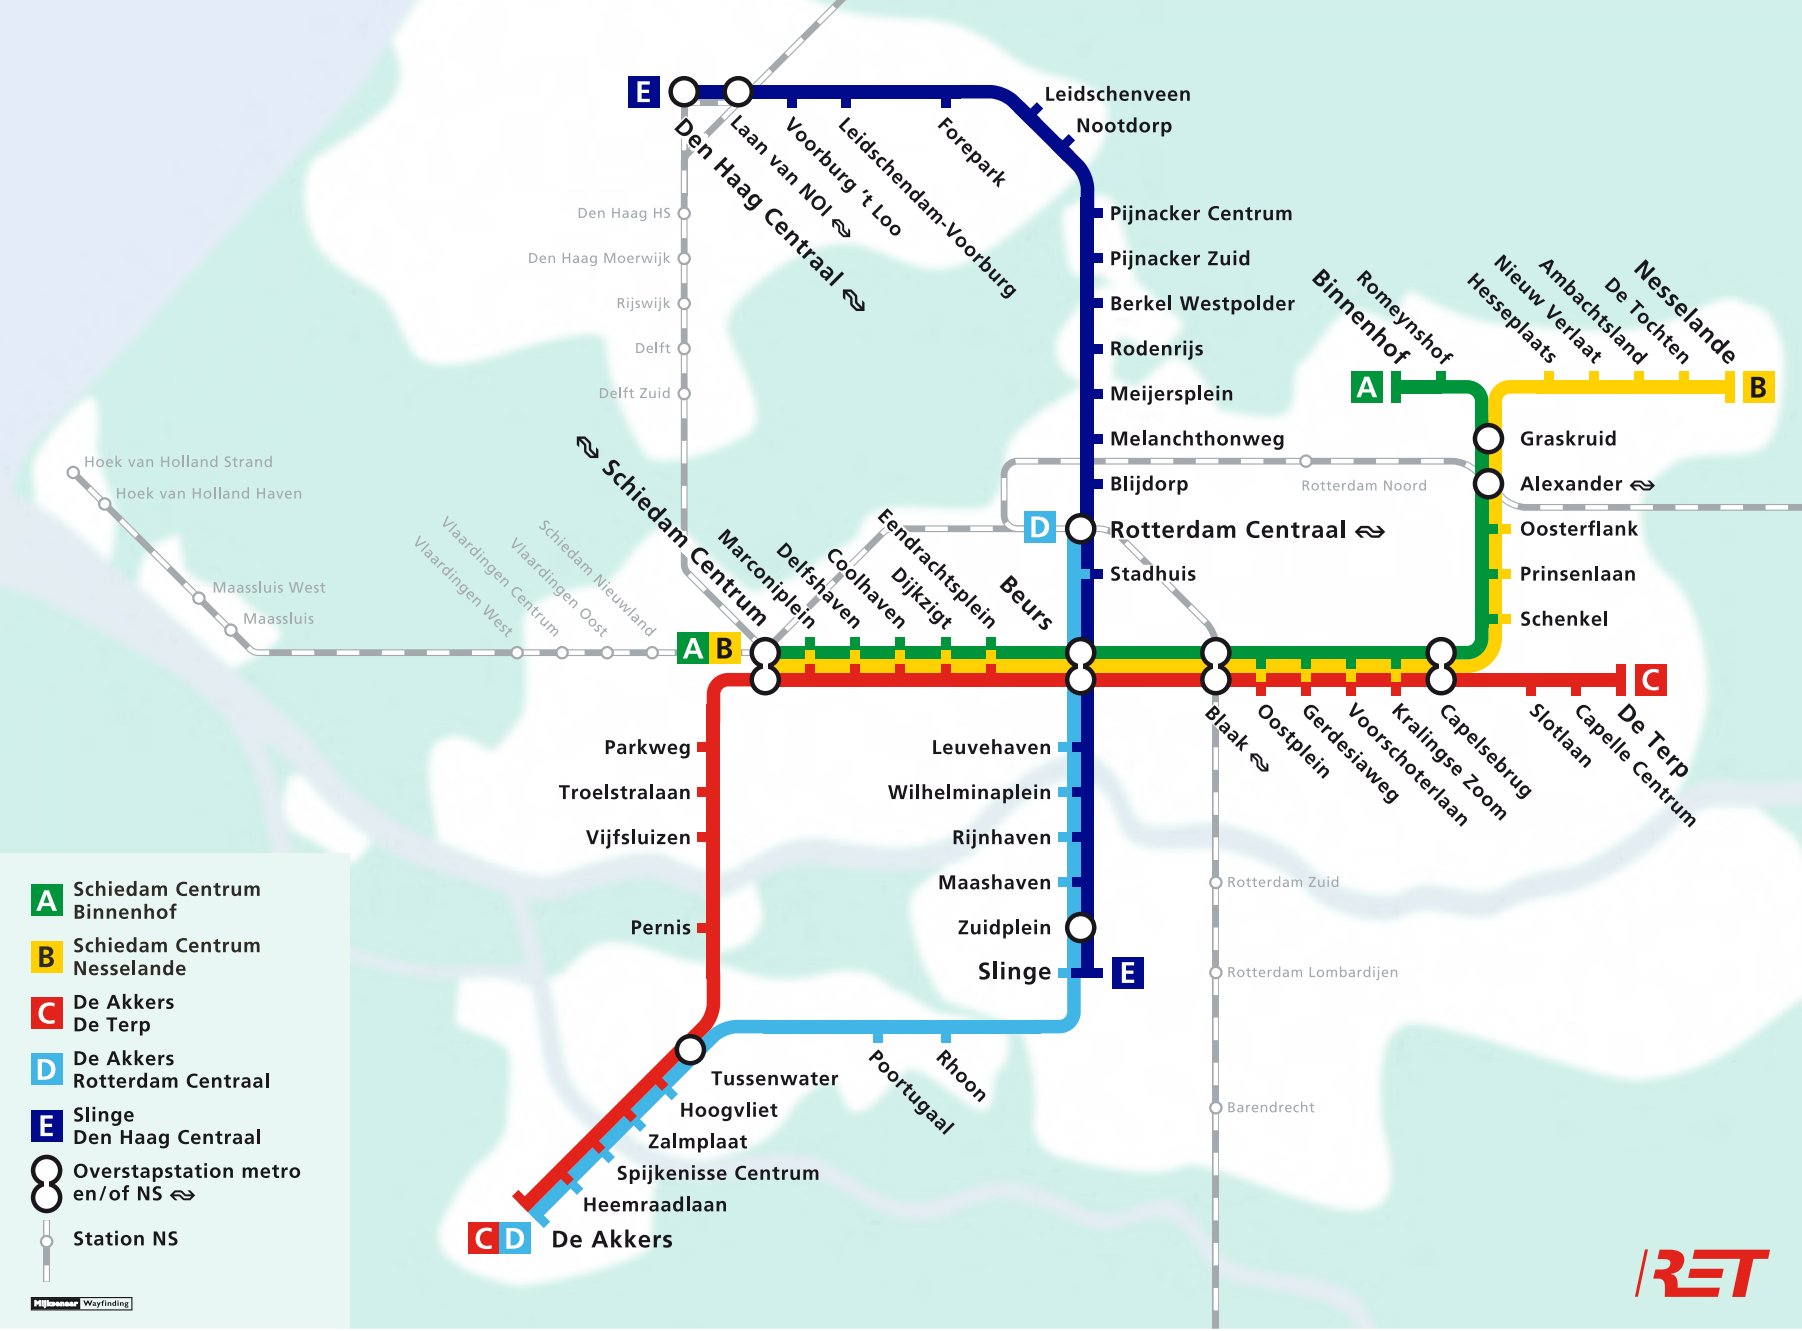 E
Den Haag Centraal
Laan van NOI
Voorburg ’t Loo
Leidschendam-Voorburg
Forepark
Leidschenveen
Nootdorp
Pijnacker Centrum
Pijnacker Zuid
Berkel Westpolder
Rodenrijs
Meijersplein
Melanchthonweg
Blijdorp
D
Rotterdam Centraal
Stadhuis
Den Haag HS
Den Haag Moerwijk
Rijswijk
Delft
Delft Zuid
Hoek van Holland Strand
Hoek van Holland Haven
Maassluis West
Maassluis
Vlaardingen West
Vlaardingen Centrum
Vlaardingen Oost
Schiedam Nieuwland
A B
Schiedam Centrum
Marconiplein
Delfshaven
Coolhaven
Dijkzigt
Eendrachtsplein
Beurs
A
Binnenhof
Romeynshof
Hesseplaats
Nieuw Verlaat
Ambachtsland
De Tochten
Nesselande
B
Graskruid
Alexander
Rotterdam Noord
Oosterflank
Prinsenlaan
Schenkel
C
Blaak
Oostplein
Gerdesiaweg
Voorschoterlaan
Kralingse Zoom
Capelsebrug
Slotlaan
Capelle Centrum
De Terp
Parkweg
Troelstralaan
Vijfsluizen
Pernis
Leuvehaven
Wilhelminaplein
Rijnhaven
Maashaven
Zuidplein
Slinge
E
Rotterdam Zuid
Rotterdam Lombardijen
Barendrecht
Tussenwater
Hoogvliet
Zalmplaat
Spijkenisse Centrum
Heemraadlaan
C D
De Akkers
Poortugaal
Rhoon
A
Schiedam Centrum
Binnenhof
B
Schiedam Centrum
Nesselande
C
De Akkers
De Terp
D
De Akkers
Rotterdam Centraal
E
Slinge
Den Haag Centraal
Overstapstation metro
en/of NS
Station NS
Mijksenaar Wayfinding
RET